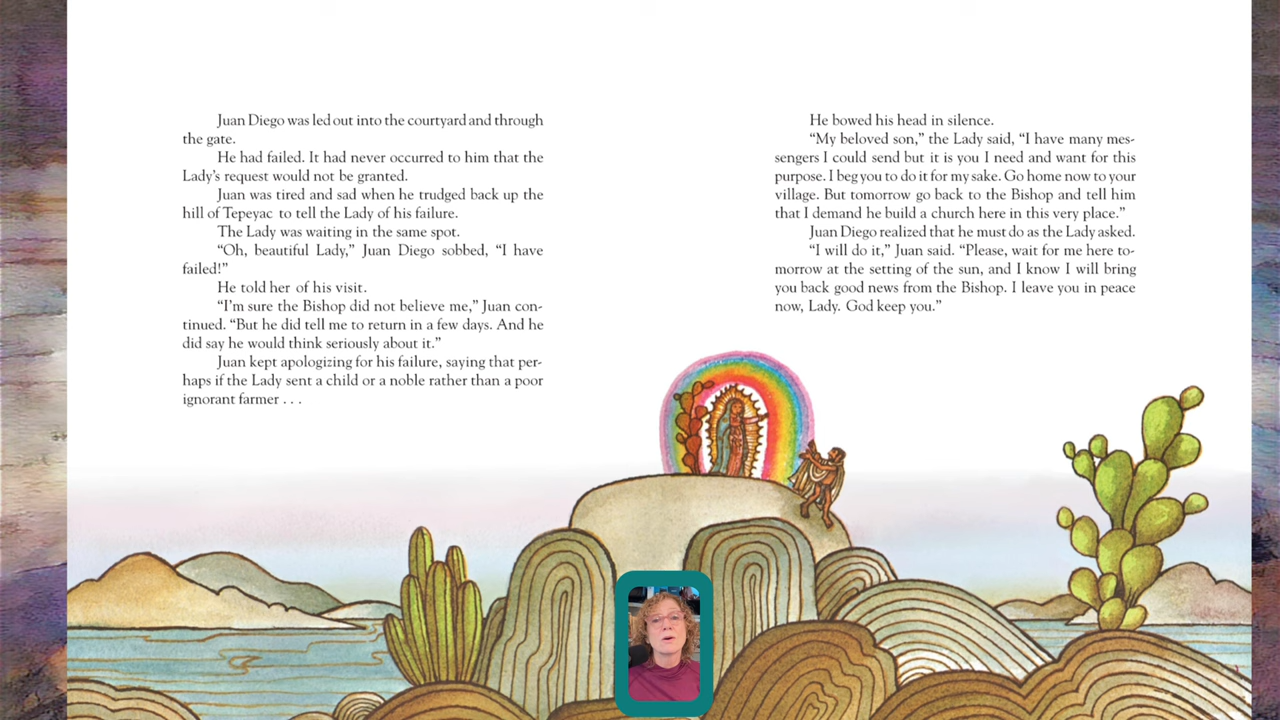 Juan Diego was led out into the courtyard and through
the gate.
He had failed. It had never occurred to him that the
Lady's request would not be granted.
Juan was tired and sad when he trudged back up the
hill of Tepeyac to tell the Lady of his failure.
The Lady was waiting in the same spot.
“Oh, beautiful Lady,” Juan Diego sobbed, “I have
failed!”
He told her of his visit.
“I'm sure the Bishop did not believe me,” Juan con-
tinued. “But he did tell me to return in a few days. And he
did say he would think seriously about it.”
Juan kept apologizing for his failure, saying that per-
haps if the Lady sent a child or a noble rather than a poor
ignorant farmer . . .
He bowed his head in silence.
“My beloved son,” the Lady said, “I have many mes-
sengers I could send but it is you I need and want for this
purpose. I beg you to do it for my sake. Go home now to your
village. But tomorrow go back to the Bishop and tell him
that I demand he build a church here in this very place.”
Juan Diego realized that he must do as the Lady asked.
“I will do it,” Juan said. “Please, wait for me here to-
morrow at the setting of the sun, and I know I will bring
you back good news from the Bishop. I leave you in peace
now, Lady. God keep you.”